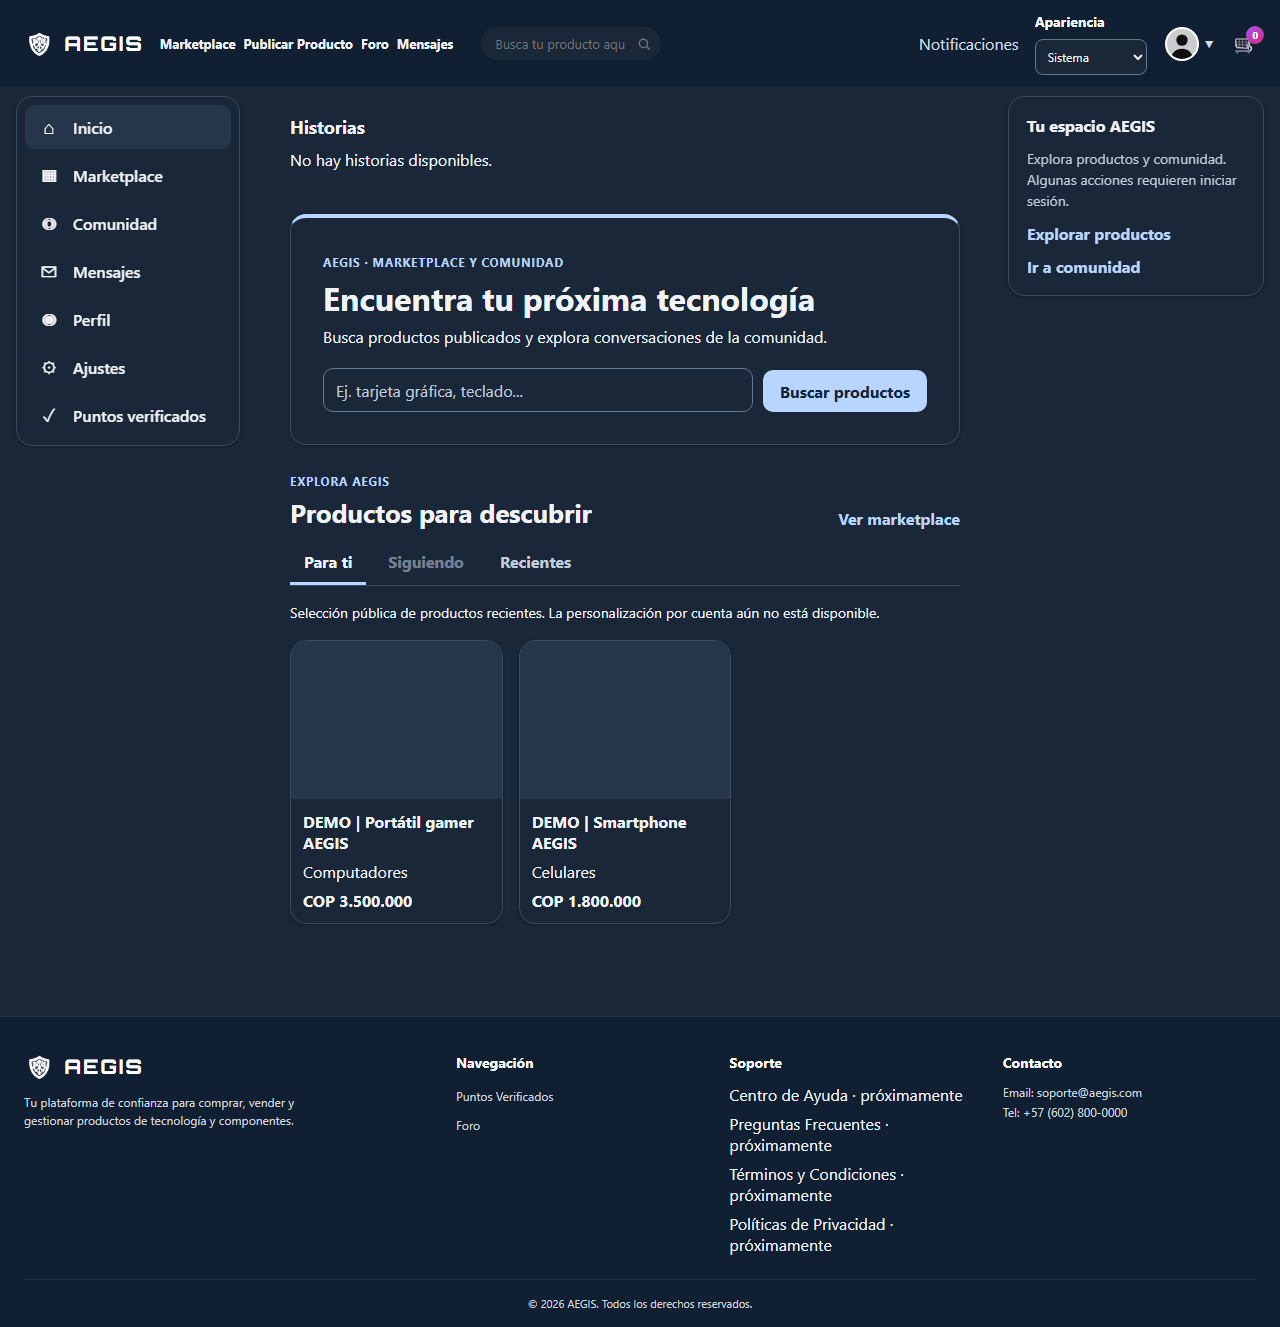 AEGIS
Marketplace Publicar Producto Foro Mensajes
Busca tu producto aqu
Notificaciones
Apariencia
Sistema
0
Inicio
Marketplace
Comunidad
Mensajes
Perfil
Ajustes
Puntos verificados
Historias
No hay historias disponibles.
AEGIS · MARKETPLACE Y COMUNIDAD
Encuentra tu próxima tecnología
Busca productos publicados y explora conversaciones de la comunidad.
Ej. tarjeta gráfica, teclado...
Buscar productos
EXPLORA AEGIS
Productos para descubrir
Ver marketplace
Para ti
Siguiendo
Recientes
Selección pública de productos recientes. La personalización por cuenta aún no está disponible.
DEMO | Portátil gamer
AEGIS
Computadores
COP 3.500.000
DEMO | Smartphone
AEGIS
Celulares
COP 1.800.000
Tu espacio AEGIS
Explora productos y comunidad.
Algunas acciones requieren iniciar
sesión.
Explorar productos
Ir a comunidad
AEGIS
Tu plataforma de confianza para comprar, vender y
gestionar productos de tecnología y componentes.
Navegación
Puntos Verificados
Foro
Soporte
Centro de Ayuda · próximamente
Preguntas Frecuentes ·
próximamente
Términos y Condiciones ·
próximamente
Políticas de Privacidad ·
próximamente
Contacto
Email: soporte@aegis.com
Tel: +57 (602) 800-0000
© 2026 AEGIS. Todos los derechos reservados.